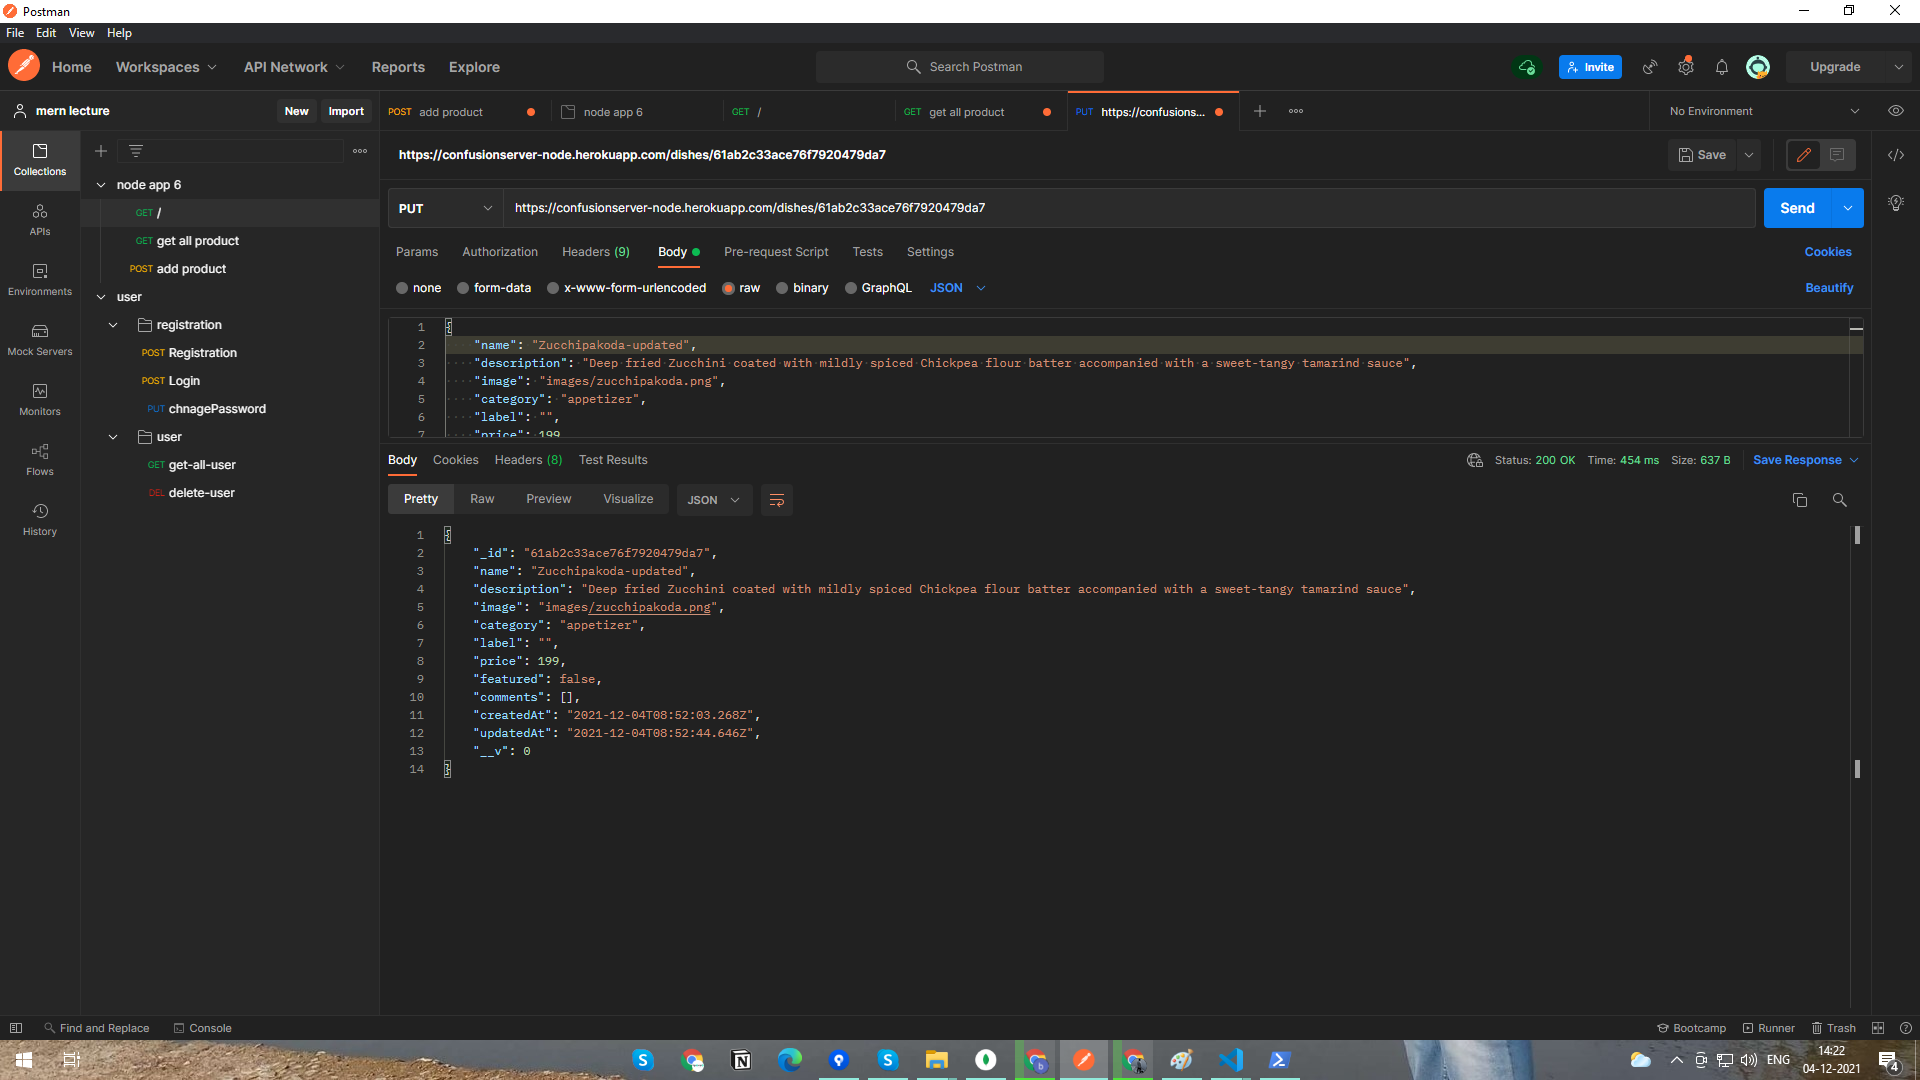 Postman
File Edit View Help
Home Workspaces API Network Reports Explore Search Postman Invite Upgrade
mern lecture New Import
POST add product node app 6 GET / GET get all product PUT https://confusions... No Environment
Collections
APIs
Environments
Mock Servers
Monitors
Flows
History
node app 6
GET /
GET get all product
POST add product
user
registration
POST Registration
POST Login
PUT chnagePassword
user
GET get-all-user
DEL delete-user
https://confusionserver-node.herokuapp.com/dishes/61ab2c33ace76f7920479da7 Save
PUT https://confusionserver-node.herokuapp.com/dishes/61ab2c33ace76f7920479da7 Send
Params Authorization Headers (9) Body Pre-request Script Tests Settings Cookies
none form-data x-www-form-urlencoded raw binary GraphQL JSON Beautify
1 {
2 "name": "Zucchipakoda-updated",
3 "description": "Deep fried Zucchini coated with mildly spiced Chickpea flour batter accompanied with a sweet-tangy tamarind sauce",
4 "image": "images/zucchipakoda.png",
5 "category": "appetizer",
6 "label": "",
7 "price": 199
Body Cookies Headers (8) Test Results Status: 200 OK Time: 454 ms Size: 637 B Save Response
Pretty Raw Preview Visualize JSON
1 {
2 "_id": "61ab2c33ace76f7920479da7",
3 "name": "Zucchipakoda-updated",
4 "description": "Deep fried Zucchini coated with mildly spiced Chickpea flour batter accompanied with a sweet-tangy tamarind sauce",
5 "image": "images/zucchipakoda.png",
6 "category": "appetizer",
7 "label": "",
8 "price": 199,
9 "featured": false,
10 "comments": [],
11 "createdAt": "2021-12-04T08:52:03.268Z",
12 "updatedAt": "2021-12-04T08:52:44.646Z",
13 "__v": 0
14 }
Find and Replace Console Bootcamp Runner Trash
ENG 14:22
04-12-2021 4